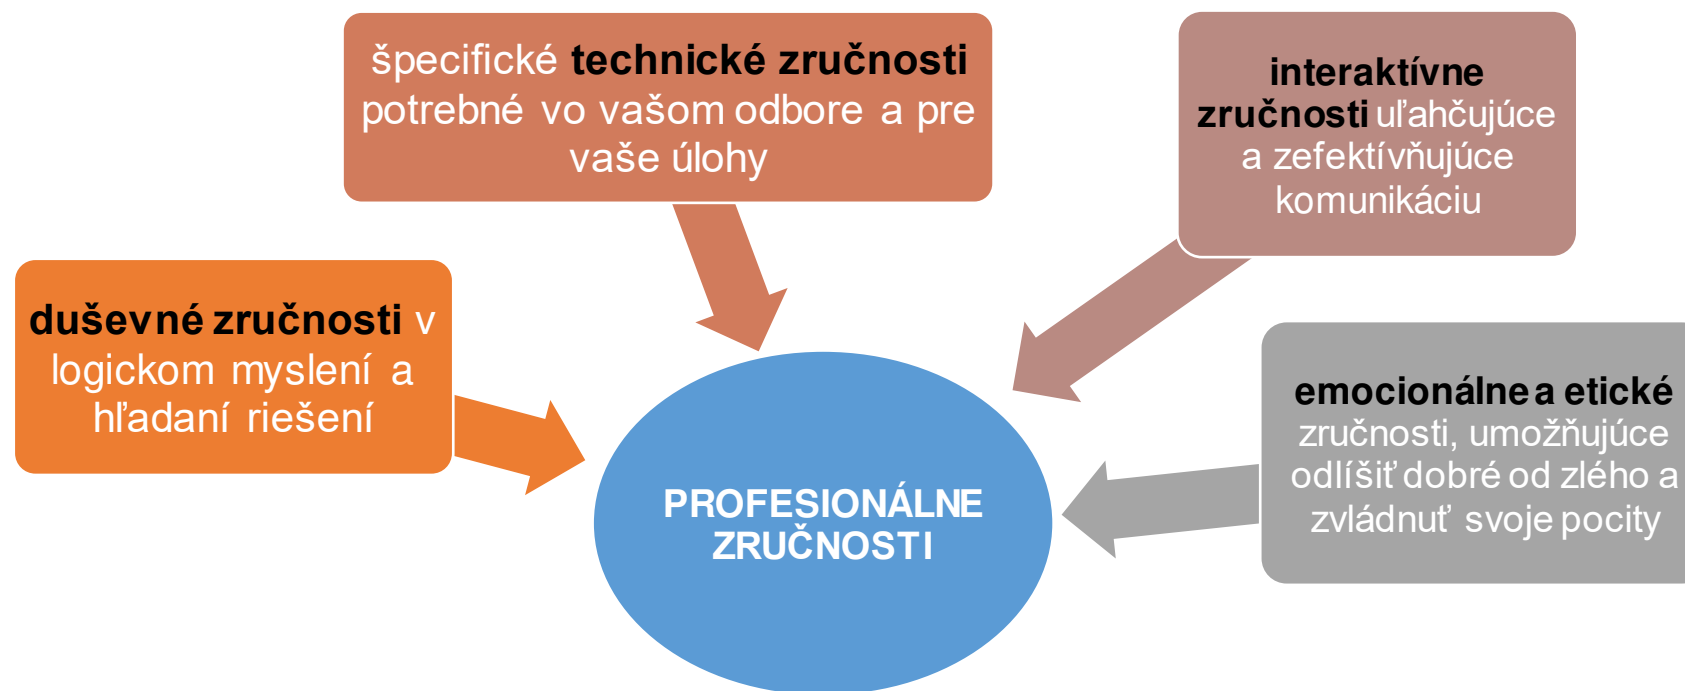 špecifické technické zručnosti
potrebné vo vašom odbore a pre
vaše úlohy
interaktívne
zručnosti uľahčujúce
a zefektívňujúce
komunikáciu
duševné zručnosti v
logickom myslení a
hľadaní riešení
emocionálne a etické
zručnosti, umožňujúce
odlíšiť dobré od zlého a
zvládnuť svoje pocity
PROFESIONÁLNE
ZRUČNOSTI